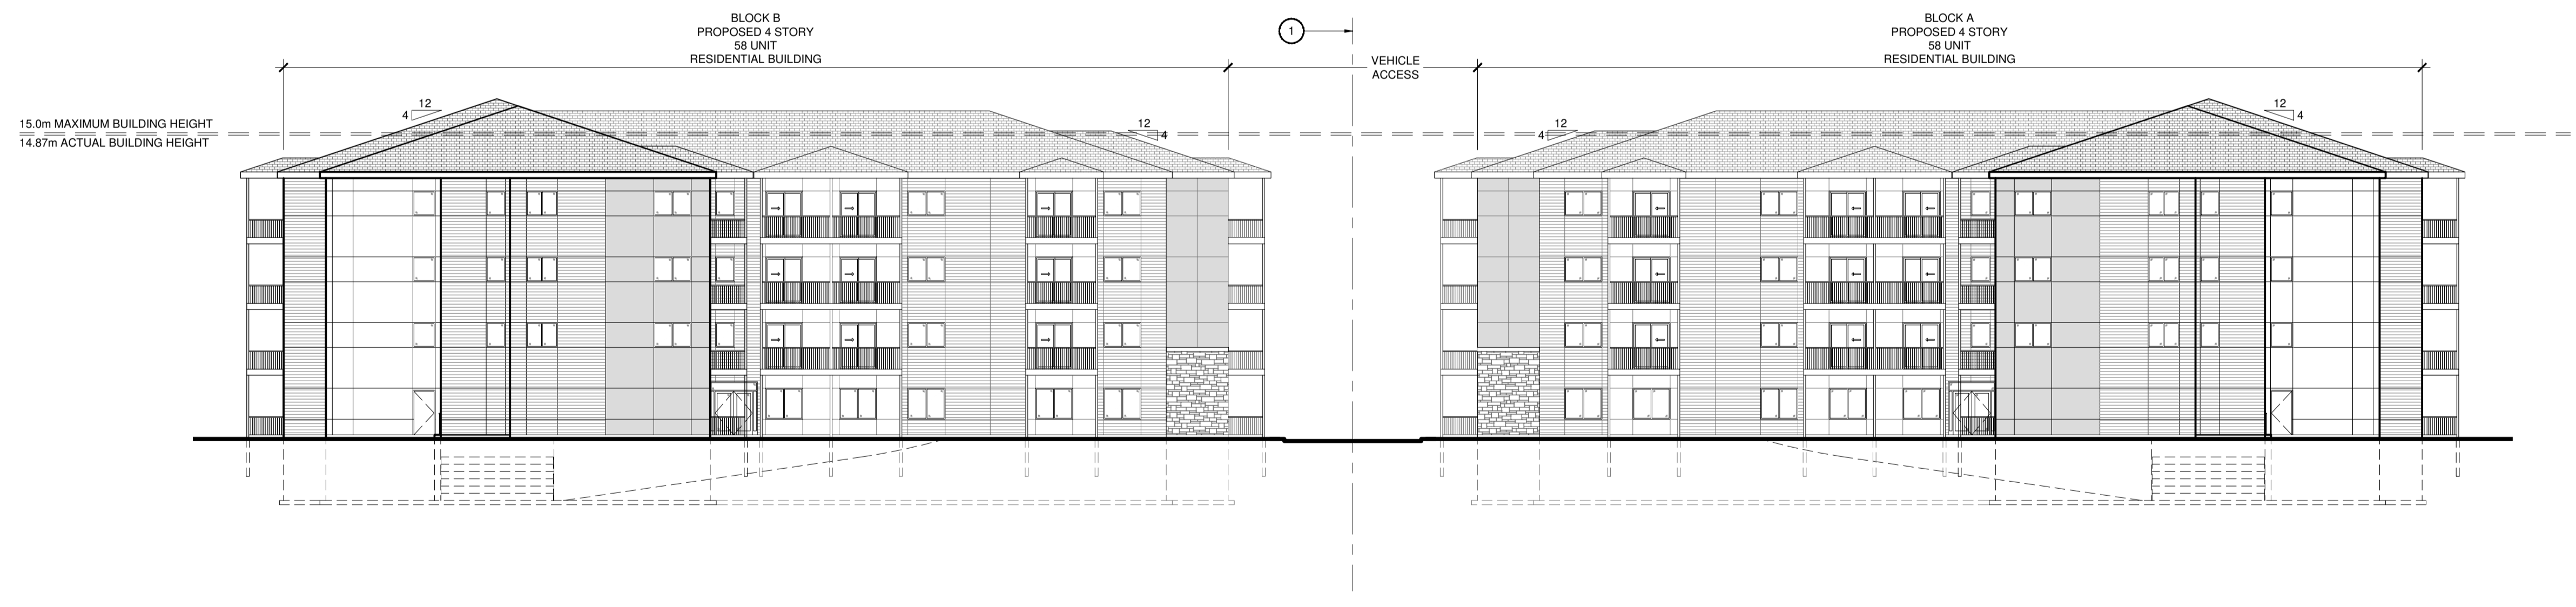 BLOCK B
PROPOSED 4 STORY
58 UNIT
RESIDENTIAL BUILDING
1
VEHICLE
ACCESS
BLOCK A
PROPOSED 4 STORY
58 UNIT
RESIDENTIAL BUILDING
12
4
12
4
12
4
12
4
15.0m MAXIMUM BUILDING HEIGHT
14.87m ACTUAL BUILDING HEIGHT